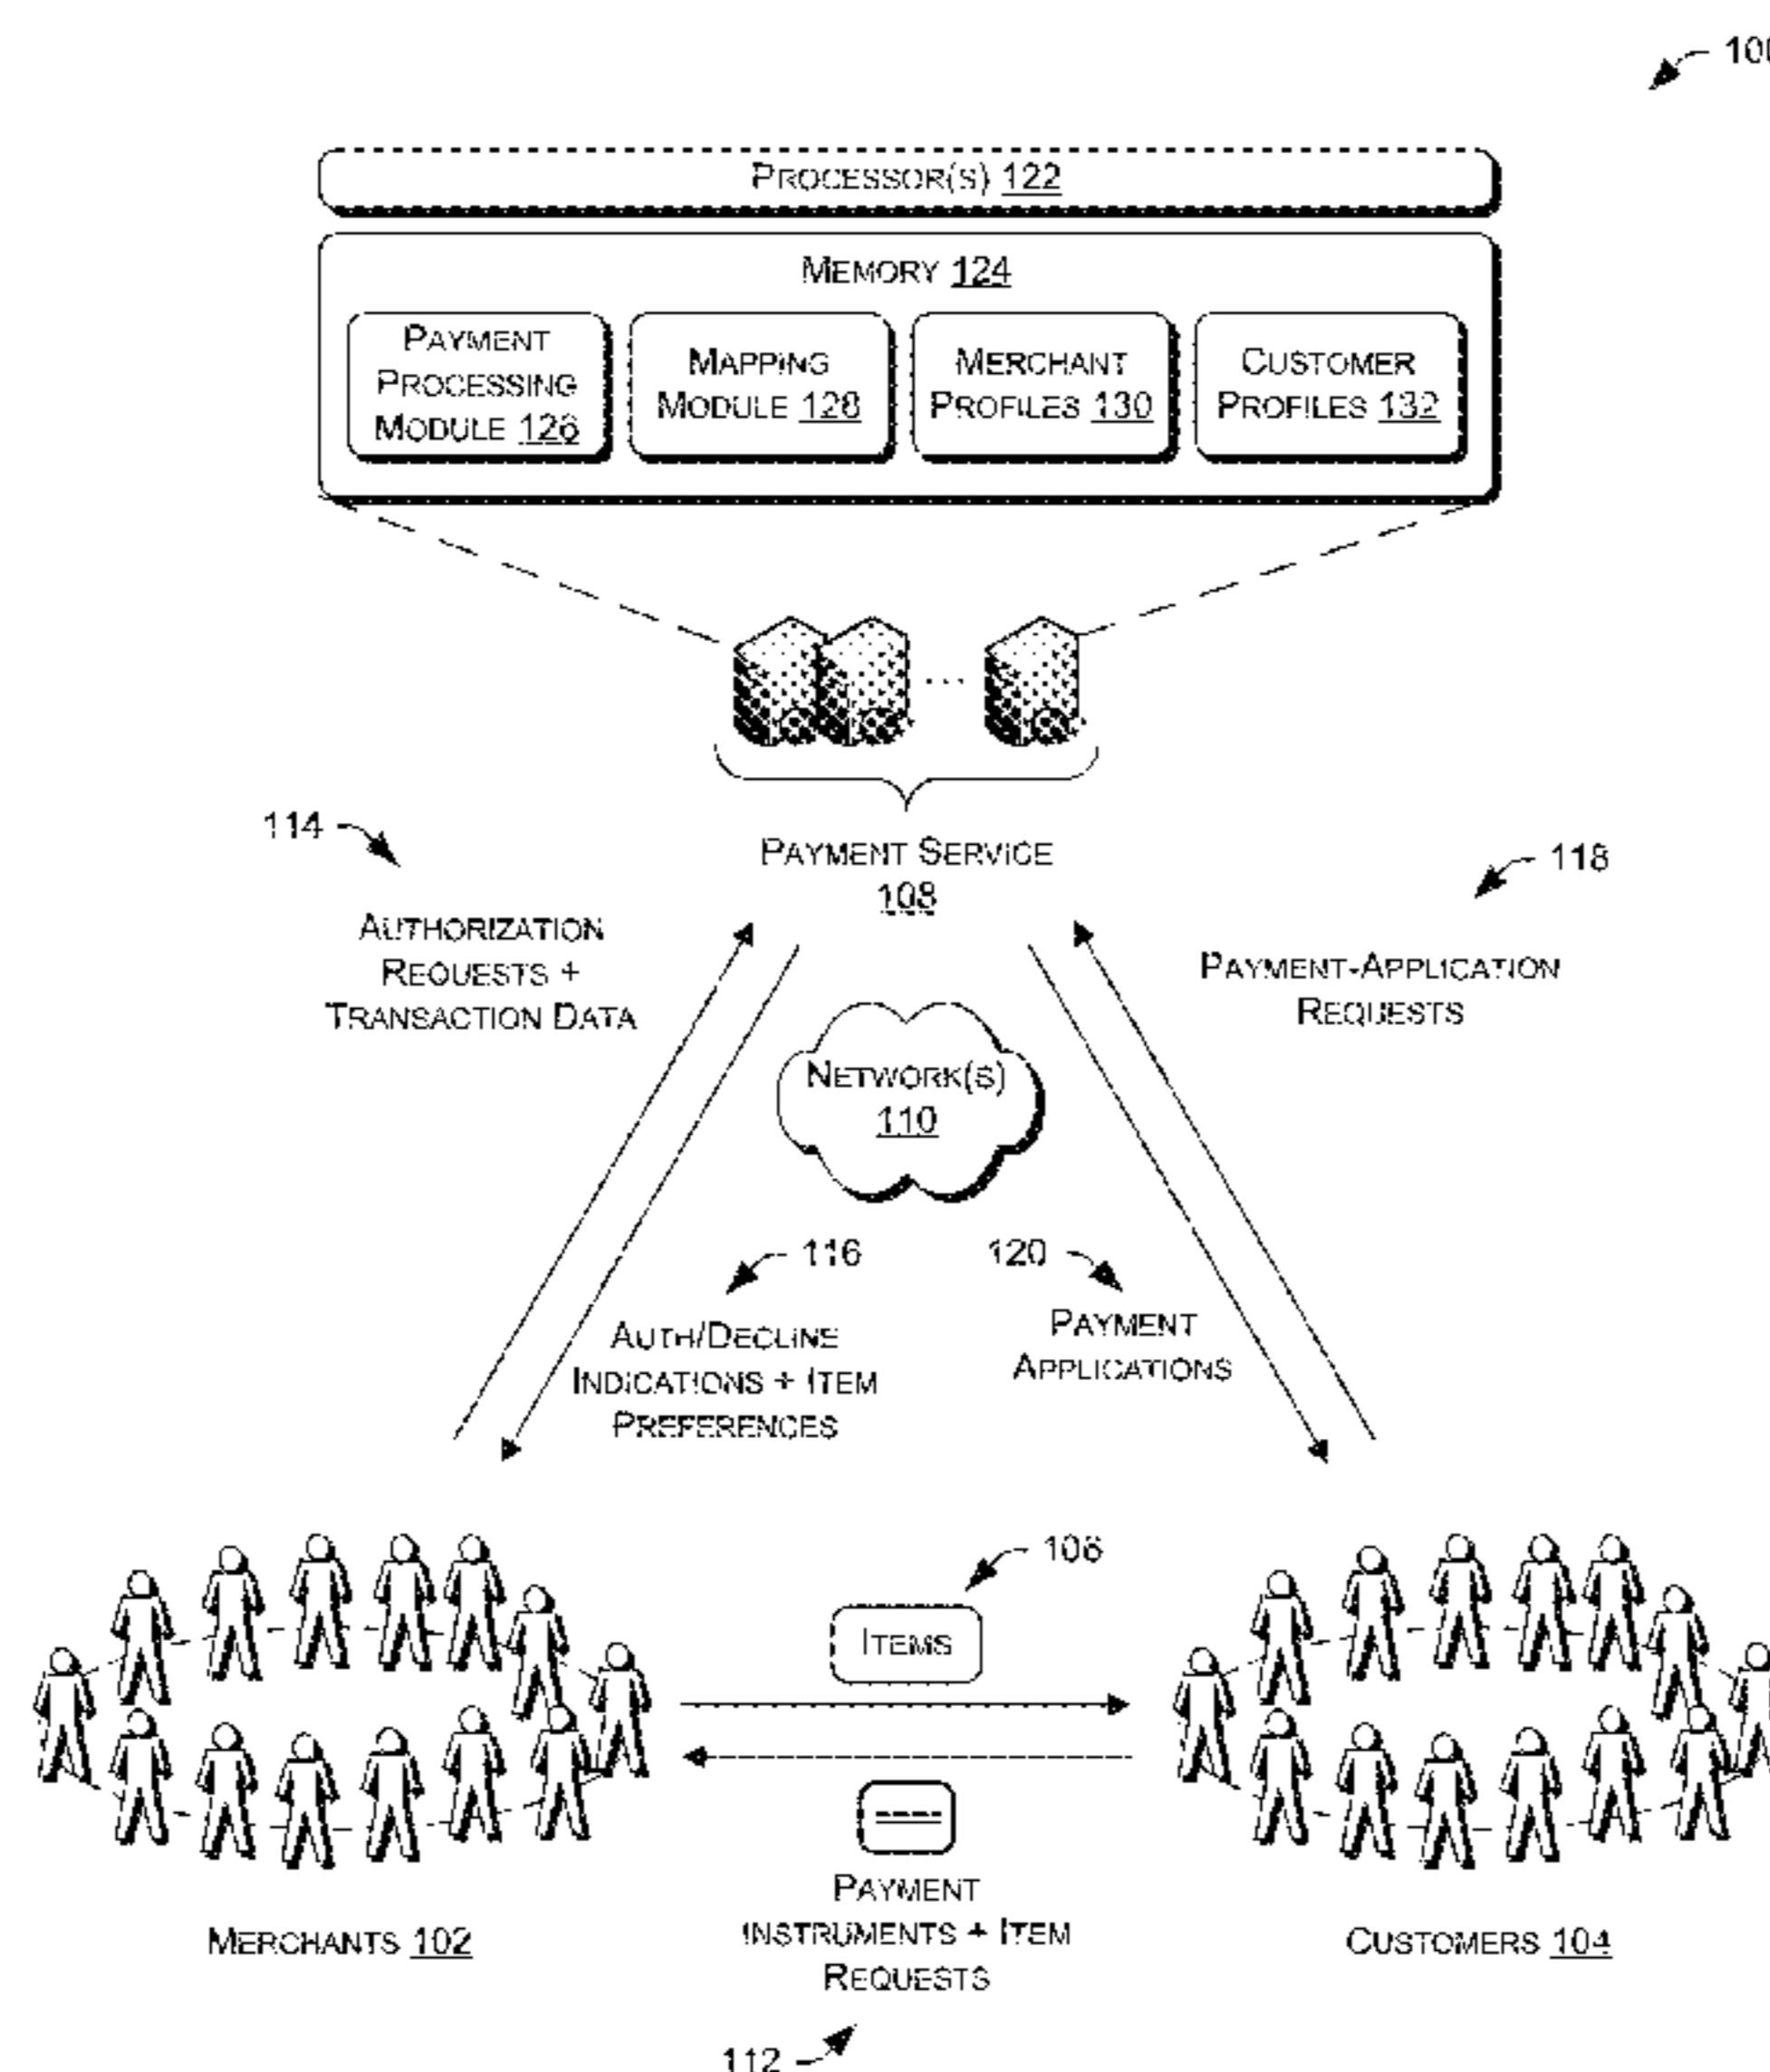 100
PROCESSOR(S) 122
MEMORY 124
PAYMENT
PROCESSING
MODULE 126
MAPPING
MODULE 128
MERCHANT
PROFILES 130
CUSTOMER
PROFILES 132
...
114
PAYMENT SERVICE
108
118
AUTHORIZATION
REQUESTS +
TRANSACTION DATA
PAYMENT-APPLICATION
REQUESTS
NETWORK(S)
110
116
120
AUTH/DECLINE
INDICATIONS + ITEM
PREFERENCES
PAYMENT
APPLICATIONS
106
ITEMS
PAYMENT
INSTRUMENTS + ITEM
REQUESTS
MERCHANTS 102
CUSTOMERS 104
112